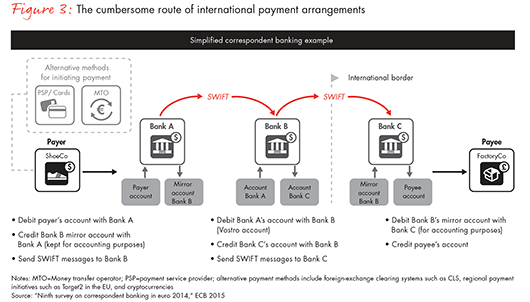 Figure 3: The cumbersome route of international payment arrangements
Simplified correspondent banking example
Alternative methods
for initiating payment
PSP/ Cards
MTO
International border
SWIFT
SWIFT
Payer
Bank A
Bank B
Bank C
Payee
ShoeCo
FactoryCo
Payer
account
Mirror
account
Bank B
Account
Bank A
Account
Bank C
Mirror
account
Bank B
Payee
account
• Debit payer's account with Bank A
• Credit Bank B mirror account with
Bank A (kept for accounting purposes)
• Send SWIFT messages to Bank B
• Debit Bank A's account with Bank B
(Vostro account)
• Credit Bank C's account with Bank B
• Send SWIFT messages to Bank C
• Debit Bank B's mirror account with
Bank C (for accounting purposes)
• Credit payee's account
Notes: MTO=Money transfer operator; PSP=payment service provider; alternative payment methods include foreign-exchange clearing systems such as CLS, regional payment
initiatives such as Target2 in the EU, and cryptocurrencies
Source: "Ninth survey on correspondent banking in euro 2014," ECB 2015